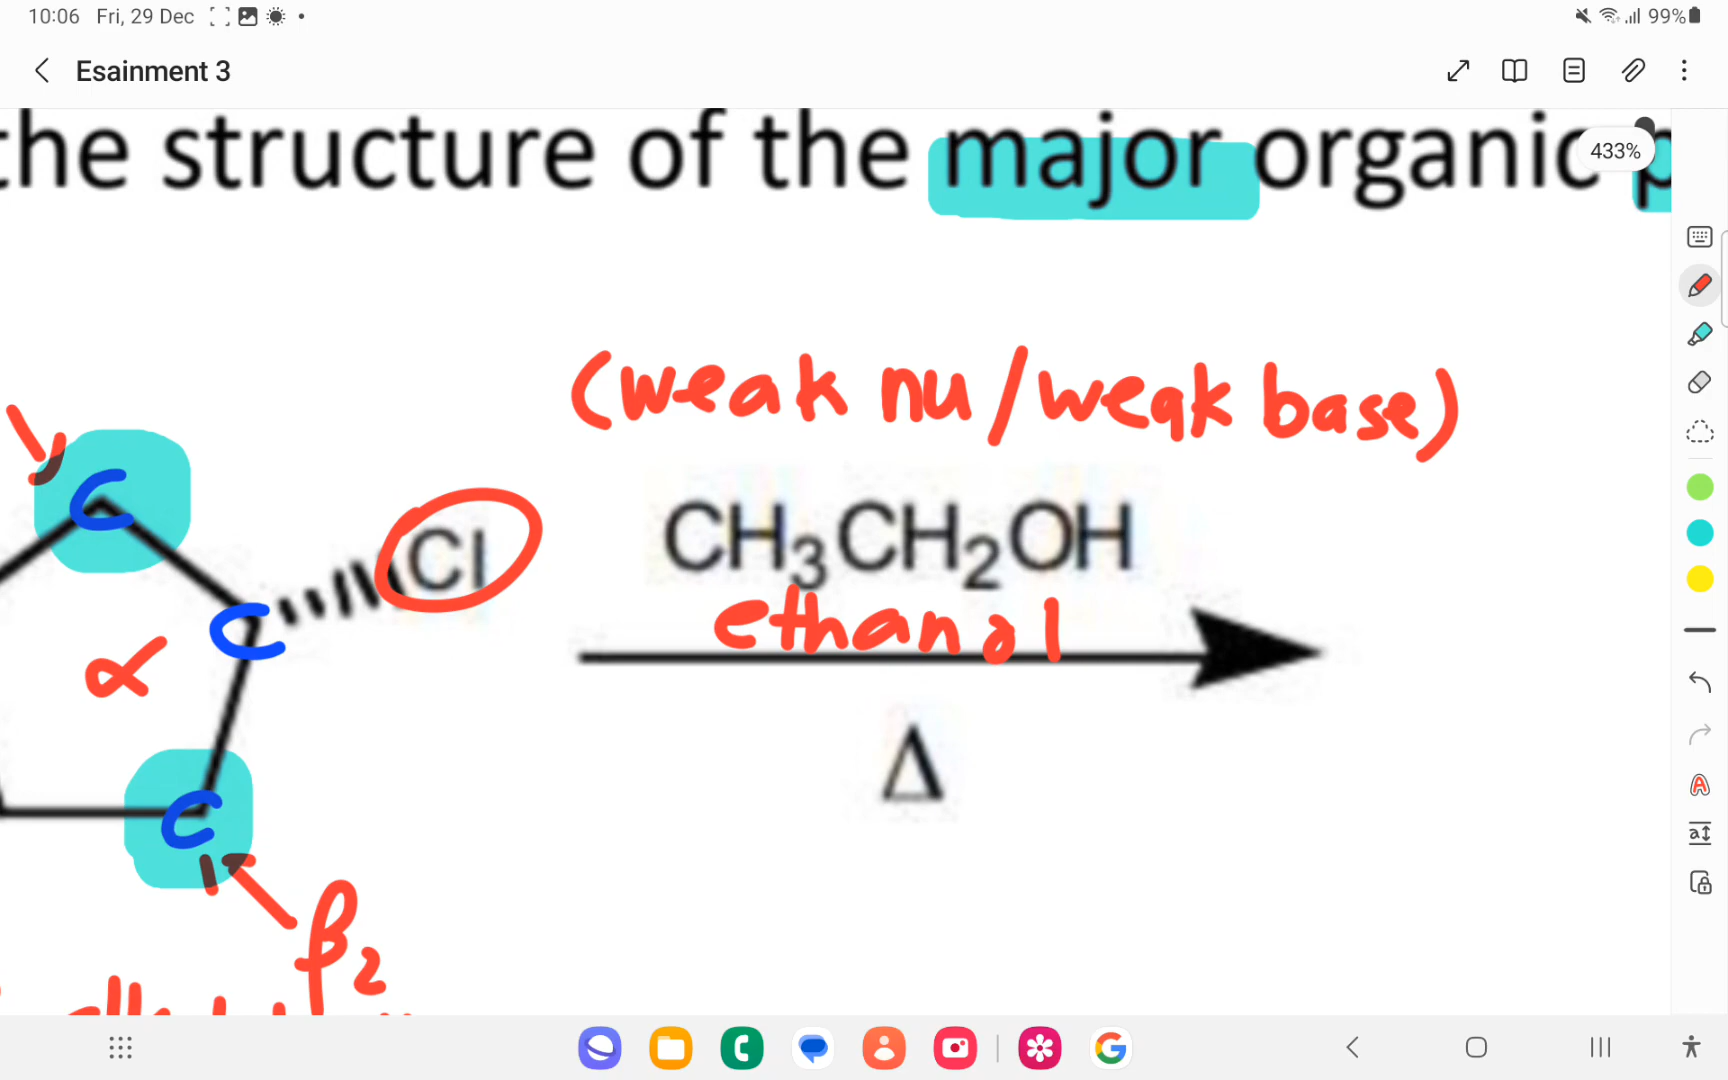 10:06 Fri, 29 Dec 99%
Esainment 3
the structure of the major organic p
433%
(weak nu/weak base)
C
Cl
CH3CH2OH
ethanol
C
α
Δ
C
β2